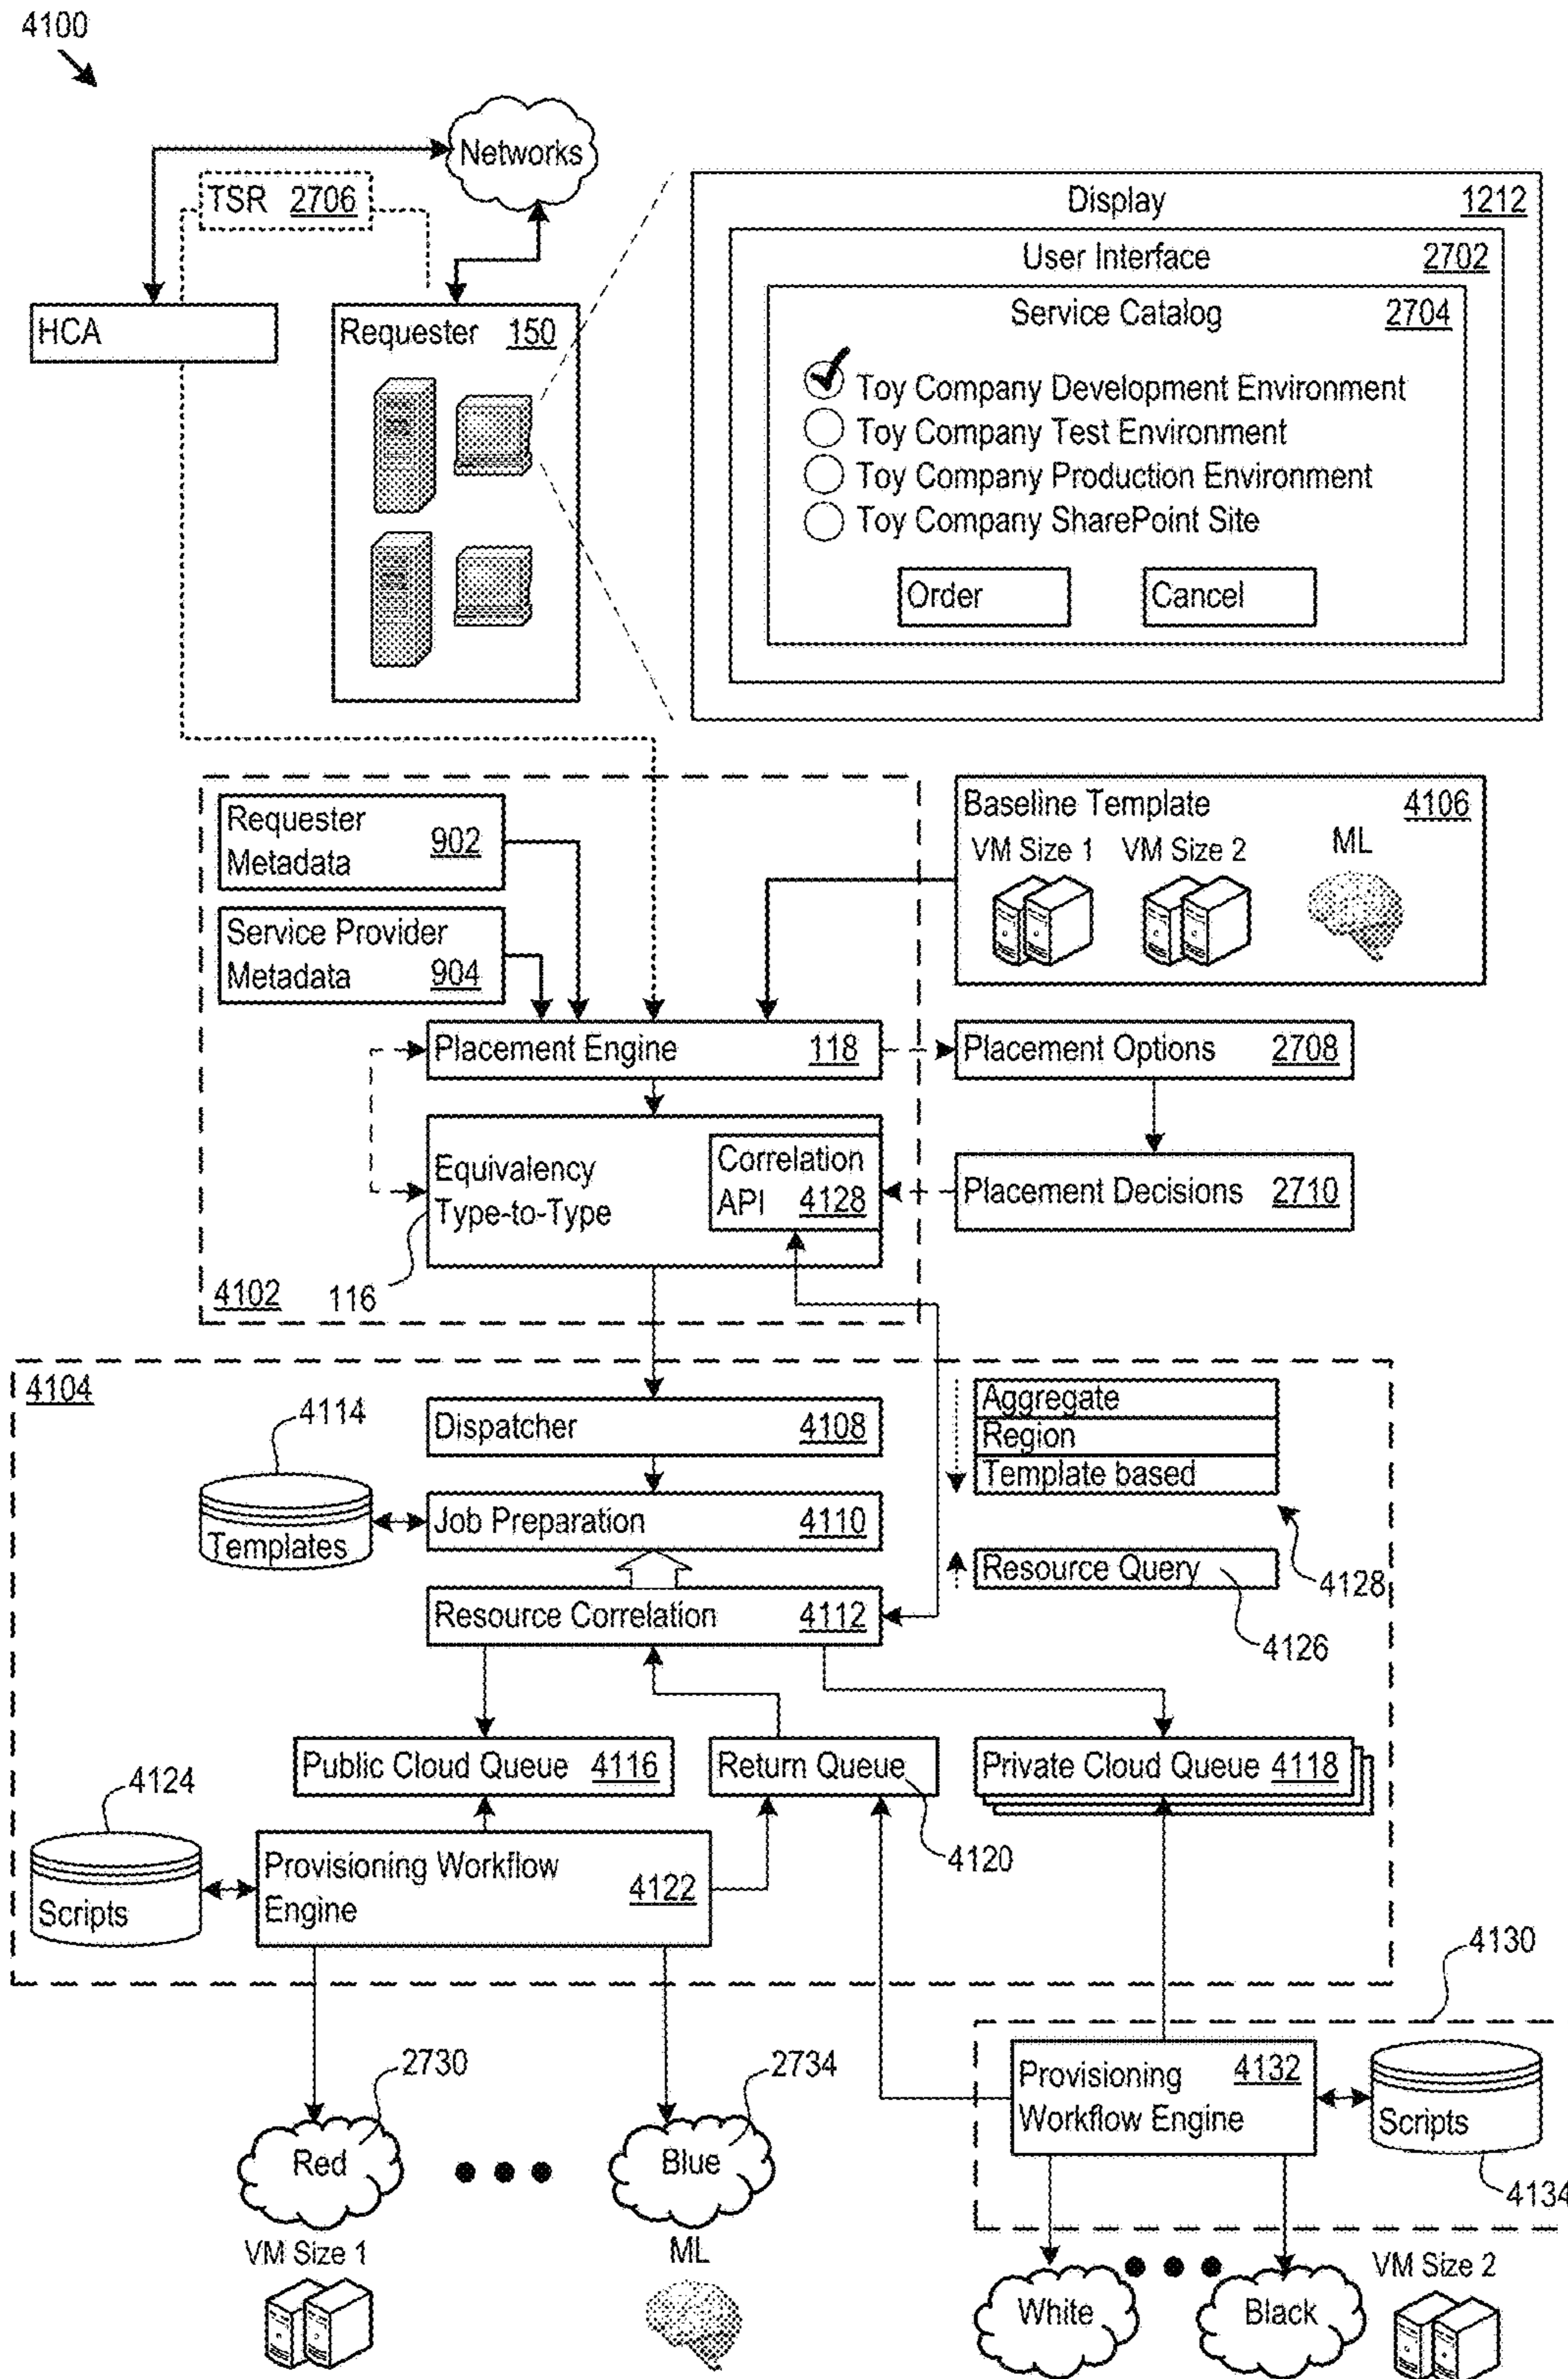 4100
Networks
TSR 2706
HCA
Requester 150
Display 1212
User Interface 2702
Service Catalog 2704
Toy Company Development Environment
Toy Company Test Environment
Toy Company Production Environment
Toy Company SharePoint Site
Order
Cancel
Requester
Metadata
902
Service Provider
Metadata
904
Baseline Template 4106
VM Size 1
VM Size 2
ML
Placement Engine 118
Placement Options 2708
Equivalency
Type-to-Type
Correlation
API 4128
Placement Decisions 2710
4102
116
4104
4114
Templates
Dispatcher 4108
Job Preparation 4110
Resource Correlation 4112
Aggregate
Region
Template based
Resource Query
4128
4126
Public Cloud Queue 4116
Return Queue
Private Cloud Queue 4118
4120
4124
Scripts
Provisioning Workflow
Engine
4122
4130
2730
Red
VM Size 1
2734
Blue
ML
Provisioning
Workflow Engine
4132
Scripts
4134
White
Black
VM Size 2